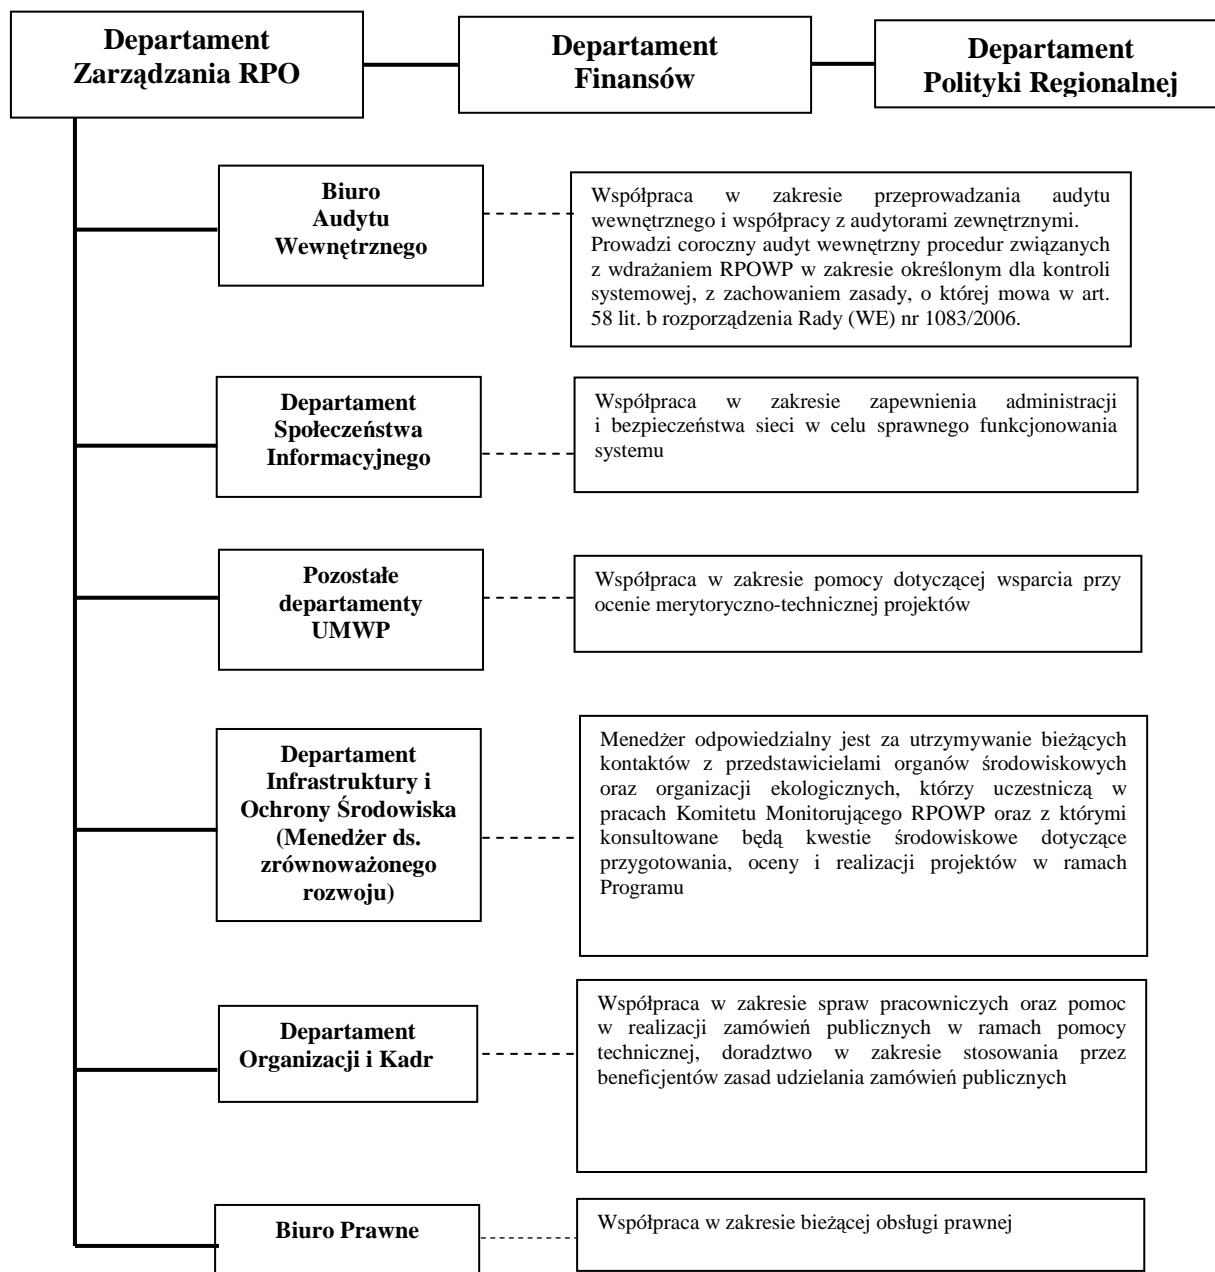 Departament
Zarządzania RPO
Departament
Finansów
Departament
Polityki Regionalnej
Biuro
Audytu
Wewnętrznego
Współpraca w zakresie przeprowadzania audytu
wewnętrznego i współpracy z audytorami zewnętrznymi.
Prowadzi coroczny audyt wewnętrzny procedur związanych
z wdrażaniem RPOWP w zakresie określonym dla kontroli
systemowej, z zachowaniem zasady, o której mowa w art.
58 lit. b rozporządzenia Rady (WE) nr 1083/2006.
Departament
Społeczeństwa
Informacyjnego
Współpraca w zakresie zapewnienia administracji
i bezpieczeństwa sieci w celu sprawnego funkcjonowania
systemu
Pozostałe
departamenty
UMWP
Współpraca w zakresie pomocy dotyczącej wsparcia przy
ocenie merytoryczno-technicznej projektów
Departament
Infrastruktury i
Ochrony Środowiska
(Menedżer ds.
zrównoważonego
rozwoju)
Menedżer odpowiedzialny jest za utrzymywanie bieżących
kontaktów z przedstawicielami organów środowiskowych
oraz organizacji ekologicznych, którzy uczestniczą w
pracach Komitetu Monitorującego RPOWP oraz z którymi
konsultowane będą kwestie środowiskowe dotyczące
przygotowania, oceny i realizacji projektów w ramach
Programu
Departament
Organizacji i Kadr
Współpraca w zakresie spraw pracowniczych oraz pomoc
w realizacji zamówień publicznych w ramach pomocy
technicznej, doradztwo w zakresie stosowania przez
beneficjentów zasad udzielania zamówień publicznych
Biuro Prawne
Współpraca w zakresie bieżącej obsługi prawnej